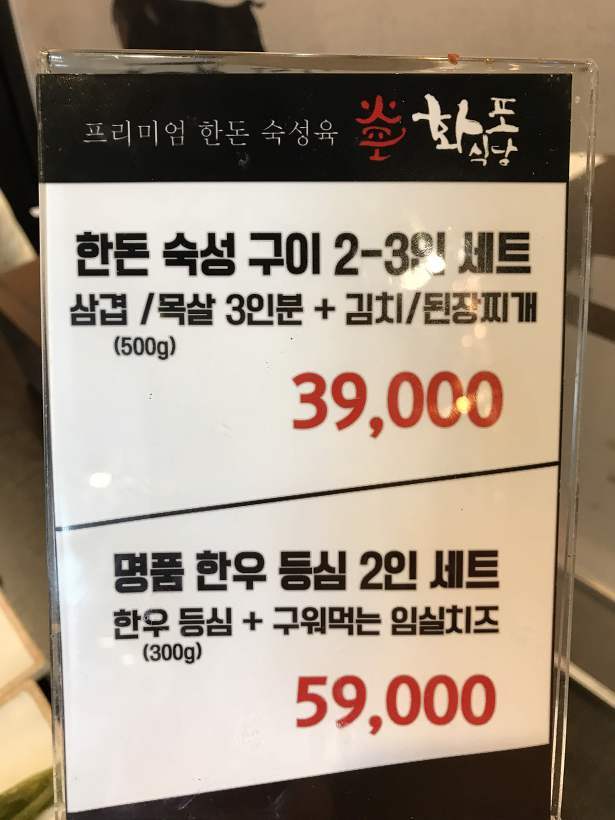 프리미엄 한돈 숙성육
화포식당
한돈 숙성 구이 2-3인 세트
삼겹 /목살 3인분 + 김치/된장찌개
(500g)
39,000
명품 한우 등심 2인 세트
한우 등심 + 구워먹는 임실치즈
(300g)
59,000